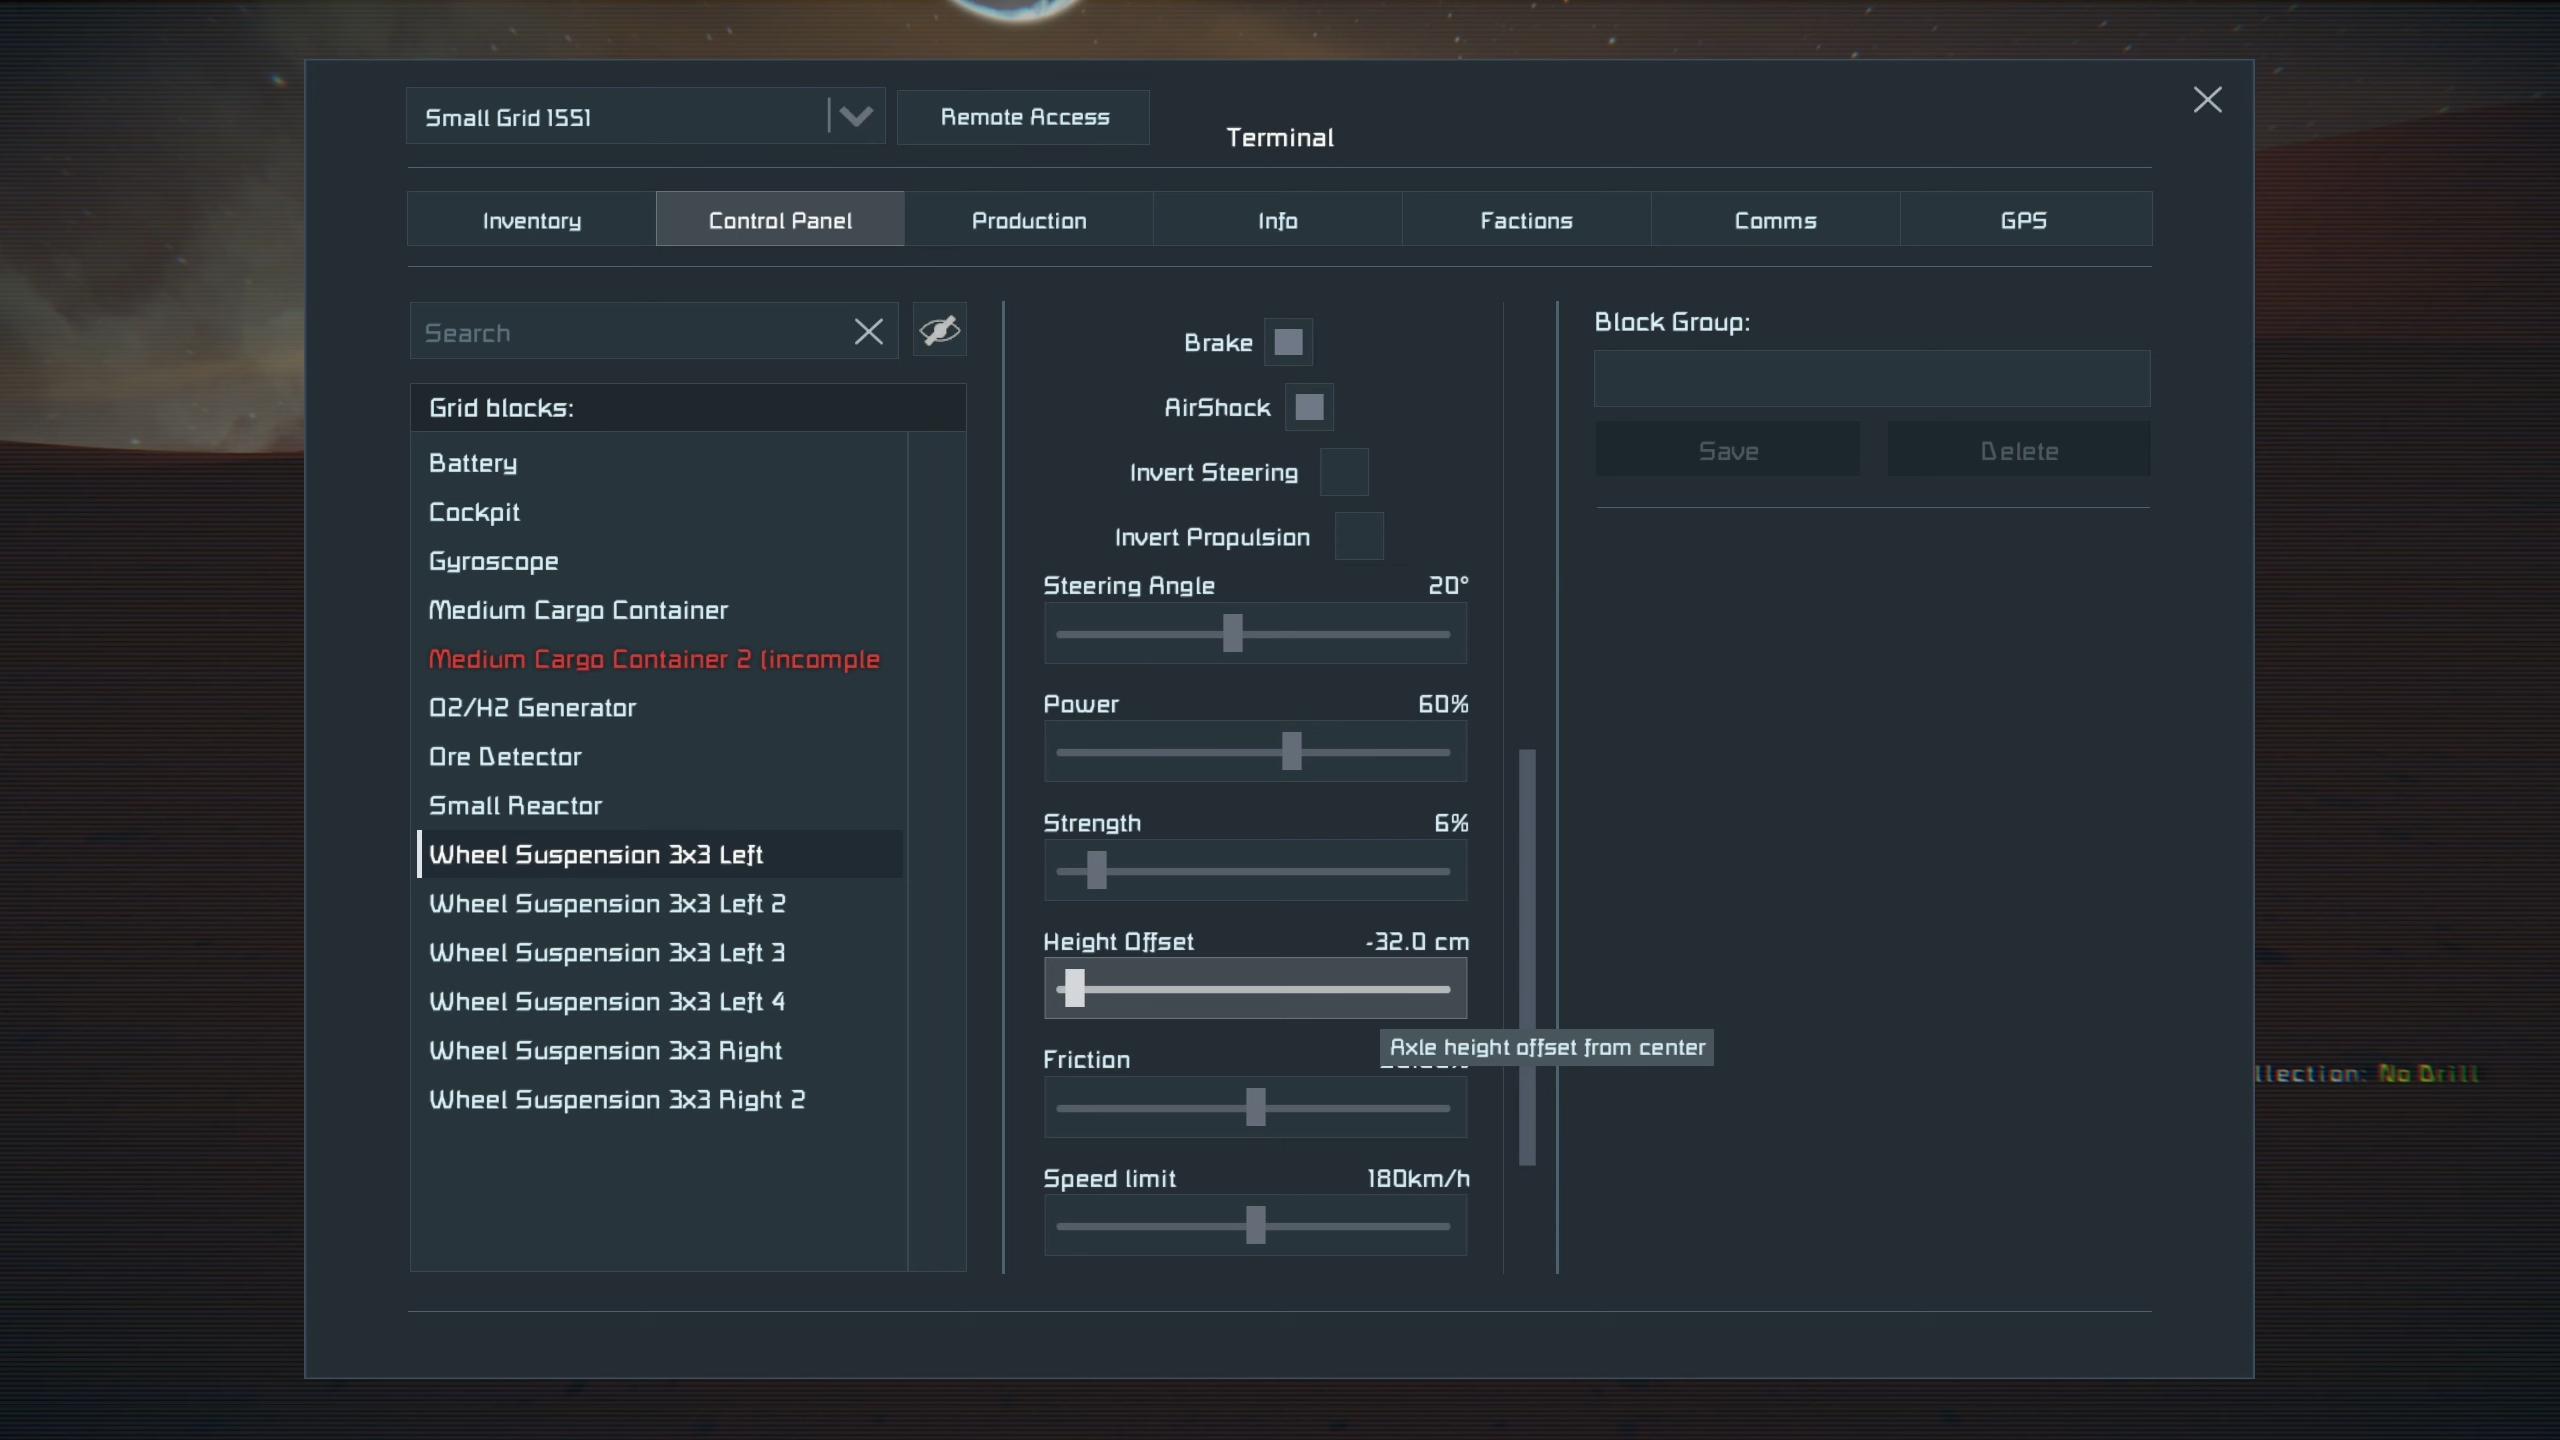 Small Grid 1551
Remote Access
Terminal
Inventory
Control Panel
Production
Info
Factions
Comms
GPS
Search
Grid blocks:
Battery
Cockpit
Gyroscope
Medium Cargo Container
Medium Cargo Container 2 (incomple
O2/H2 Generator
Ore Detector
Small Reactor
Wheel Suspension 3x3 Left
Wheel Suspension 3x3 Left 2
Wheel Suspension 3x3 Left 3
Wheel Suspension 3x3 Left 4
Wheel Suspension 3x3 Right
Wheel Suspension 3x3 Right 2
Brake
AirShock
Invert Steering
Invert Propulsion
Steering Angle 20°
Power 60%
Strength 6%
Height Offset -32.0 cm
Axle height offset from center
Friction
Speed limit 180km/h
Block Group:
Save
Delete
llection: No Drill